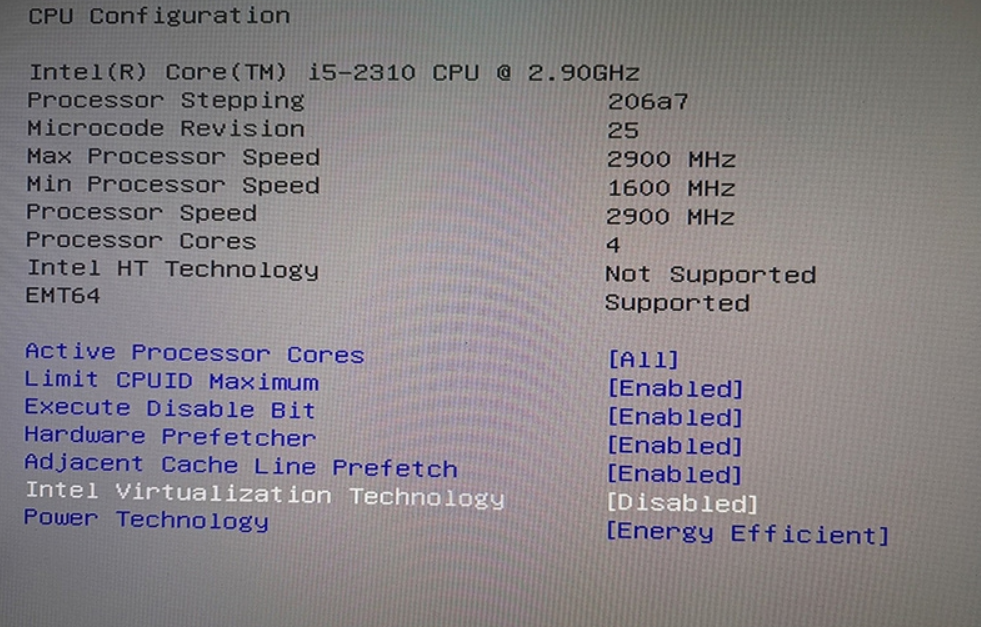 CPU Configuration
Intel(R) Core(TM) i5-2310 CPU @ 2.90GHz
Processor Stepping 206a7
Microcode Revision 25
Max Processor Speed 2900 MHz
Min Processor Speed 1600 MHz
Processor Speed 2900 MHz
Processor Cores 4
Intel HT Technology Not Supported
EMT64 Supported
Active Processor Cores [All]
Limit CPUID Maximum [Enabled]
Execute Disable Bit [Enabled]
Hardware Prefetcher [Enabled]
Adjacent Cache Line Prefetch [Enabled]
Intel Virtualization Technology [Disabled]
Power Technology [Energy Efficient]